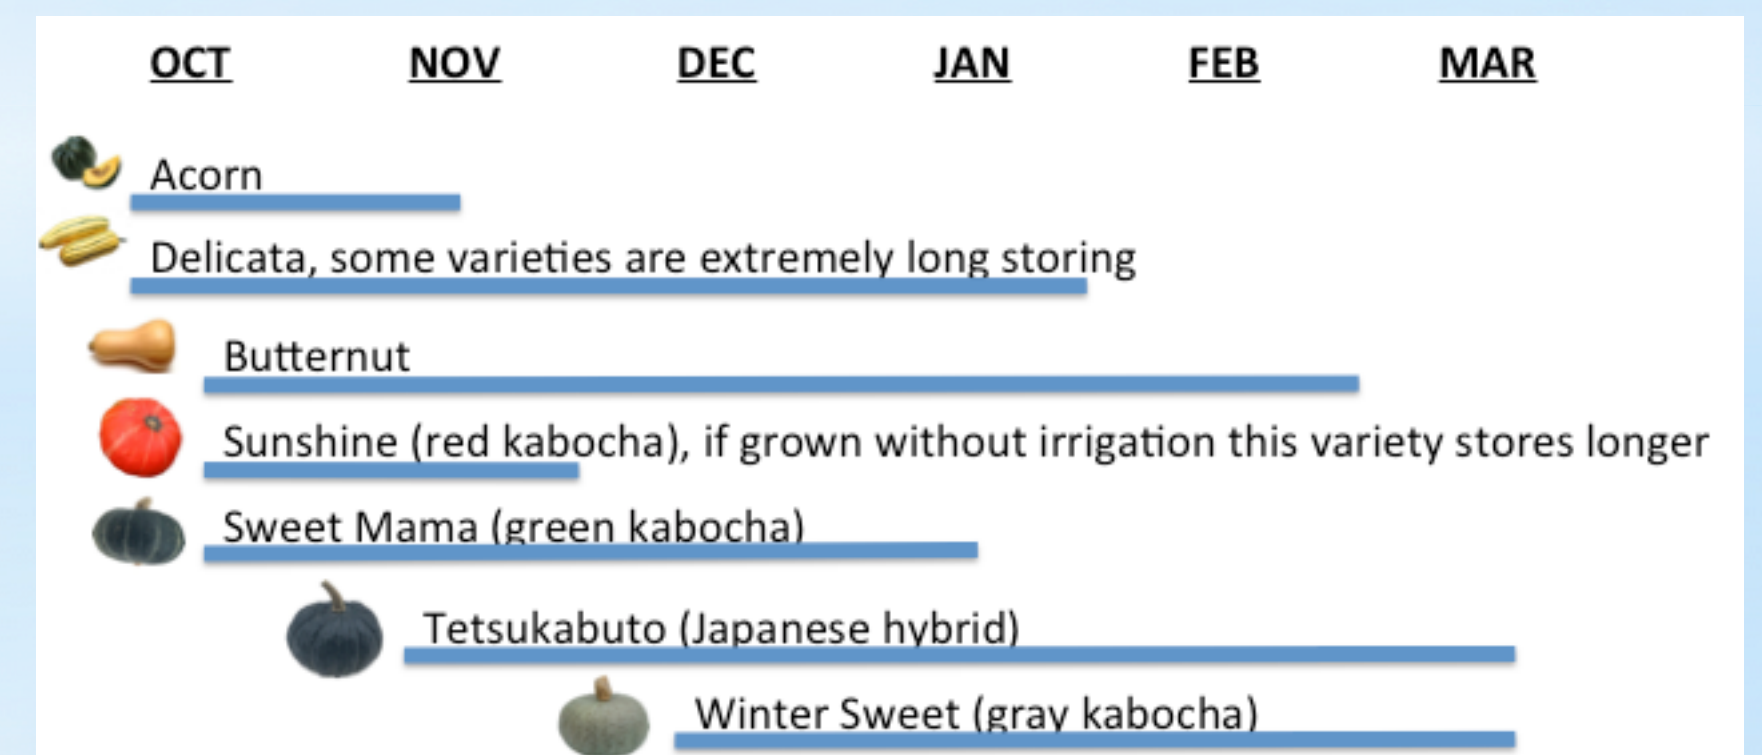 OCT NOV DEC JAN FEB MAR
Acorn
Delicata, some varieties are extremely long storing
Butternut
Sunshine (red kabocha), if grown without irrigation this variety stores longer
Sweet Mama (green kabocha)
Tetsukabuto (Japanese hybrid)
Winter Sweet (gray kabocha)